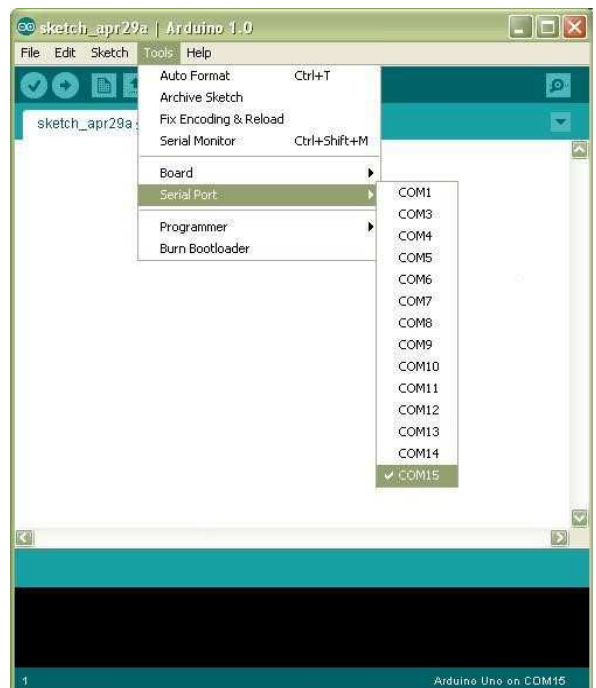 sketch_apr29a | Arduino 1.0
File Edit Sketch Tools Help
sketch_apr29a
Auto Format Ctrl+T
Archive Sketch
Fix Encoding & Reload
Serial Monitor Ctrl+Shift+M
Board
Serial Port
Programmer
Burn Bootloader
COM1
COM3
COM4
COM5
COM6
COM7
COM8
COM9
COM10
COM11
COM12
COM13
COM14
COM15
1 Arduino Uno on COM15